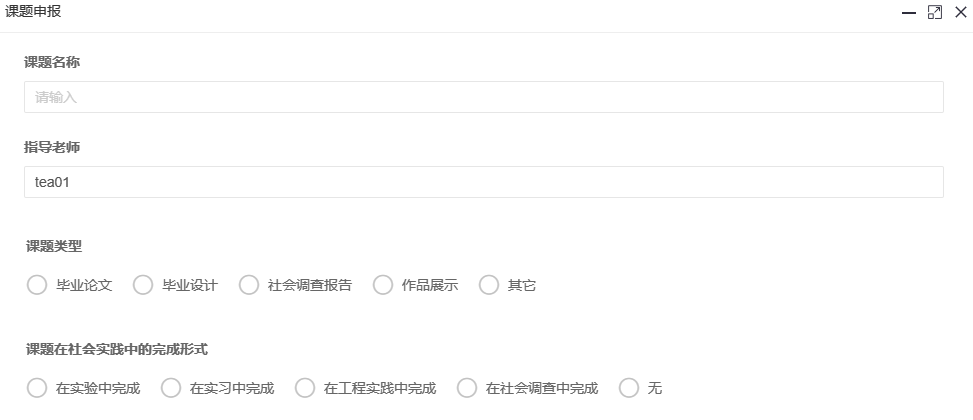 课题申报
课题名称
请输入
指导老师
tea01
课题类型
毕业论文 毕业设计 社会调查报告 作品展示 其它
课题在社会实践中的完成形式
在实验中完成 在实习中完成 在工程实践中完成 在社会调查中完成 无